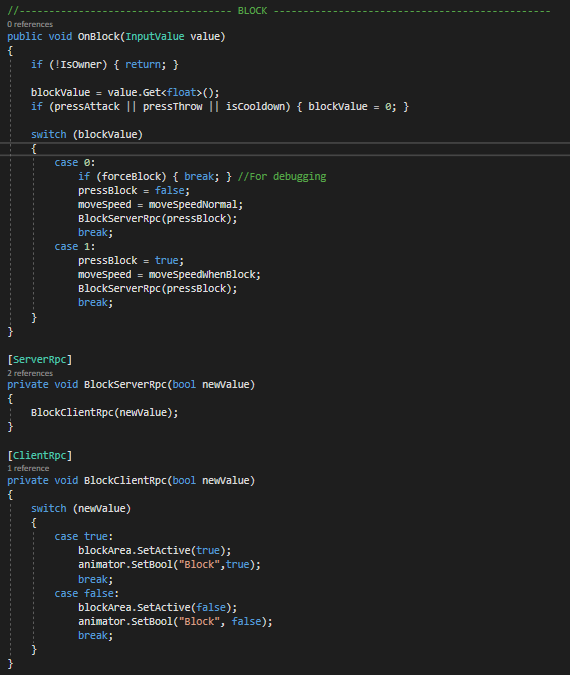 //------------------------------------ BLOCK -----------------------------------------------
0 references
public void OnBlock(InputValue value)
{
if (!IsOwner) { return; }
blockValue = value.Get<float>();
if (pressAttack || pressThrow || isCooldown) { blockValue = 0; }
switch (blockValue)
{
case 0:
if (forceBlock) { break; } //For debugging
pressBlock = false;
moveSpeed = moveSpeedNormal;
BlockServerRpc(pressBlock);
break;
case 1:
pressBlock = true;
moveSpeed = moveSpeedWhenBlock;
BlockServerRpc(pressBlock);
break;
}
}
[ServerRpc]
2 references
private void BlockServerRpc(bool newValue)
{
BlockClientRpc(newValue);
}
[ClientRpc]
1 reference
private void BlockClientRpc(bool newValue)
{
switch (newValue)
{
case true:
blockArea.SetActive(true);
animator.SetBool("Block",true);
break;
case false:
blockArea.SetActive(false);
animator.SetBool("Block", false);
break;
}
}